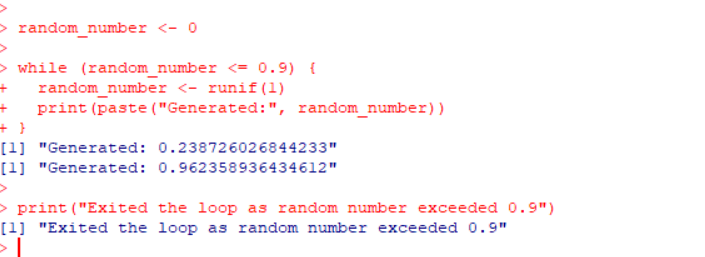 >
> random_number <- 0
>
> while (random_number <= 0.9) {
+   random_number <- runif(1)
+   print(paste("Generated:", random_number))
+ }
[1] "Generated: 0.238726026844233"
[1] "Generated: 0.962358936434612"
>
> print("Exited the loop as random number exceeded 0.9")
[1] "Exited the loop as random number exceeded 0.9"
>